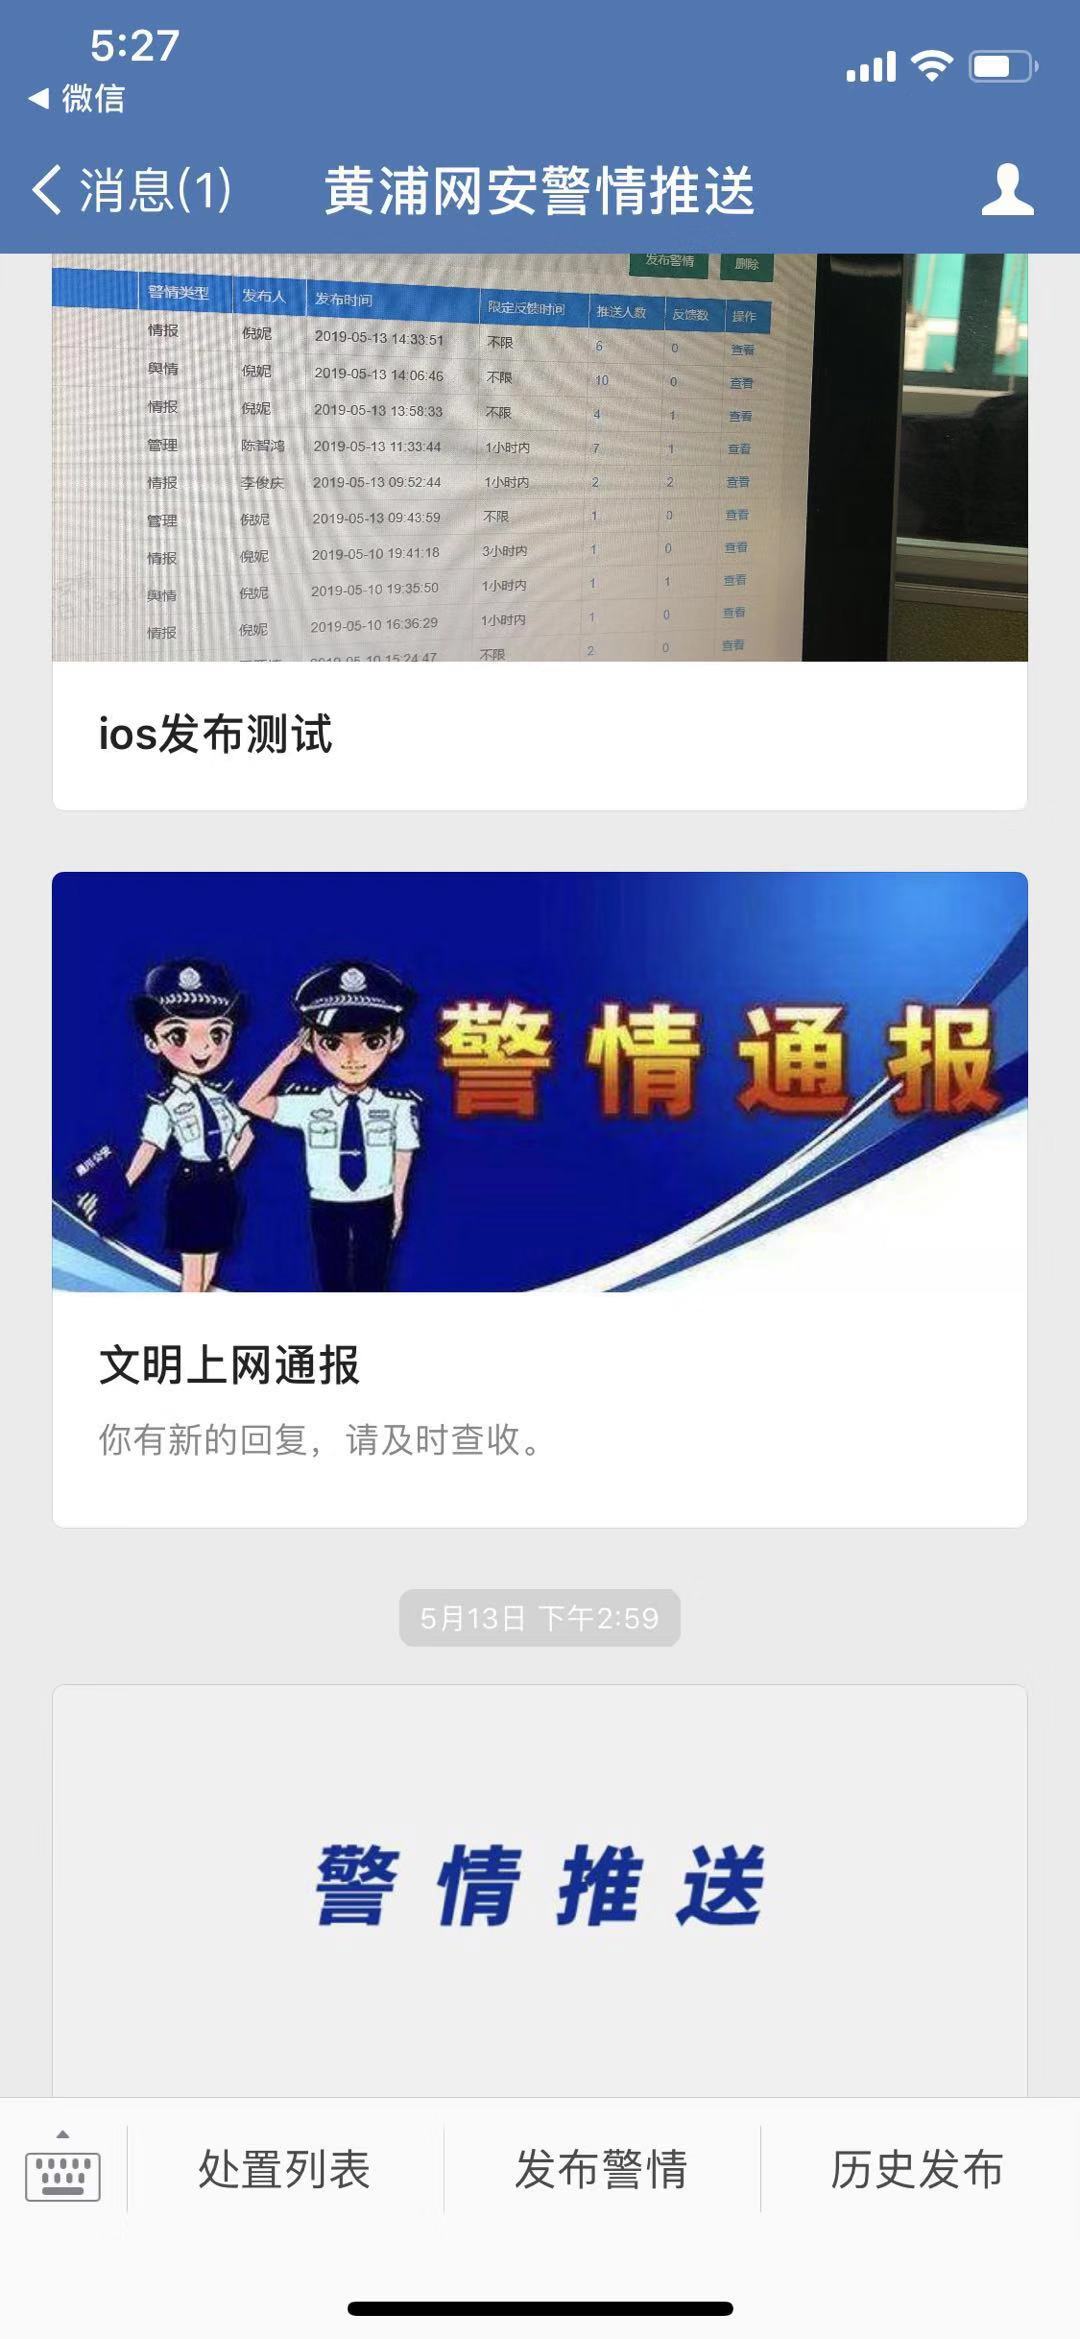 5:27
微信
消息(1)
黄浦网安警情推送
发布警情 删除
警情类型 发布人 发布时间 限定反馈时间 推送人数 反馈数 操作
情报 倪妮 2019-05-13 14:33:51 不限 6 0 查看
舆情 倪妮 2019-05-13 14:06:46 不限 10 0 查看
情报 倪妮 2019-05-13 13:58:33 不限 4 1 查看
管理 陈智鸿 2019-05-13 11:33:44 1小时内 7 1 查看
情报 李俊庆 2019-05-13 09:52:44 1小时内 2 2 查看
管理 倪妮 2019-05-13 09:43:59 不限 1 0 查看
情报 倪妮 2019-05-10 19:41:18 3小时内 1 0 查看
舆情 倪妮 2019-05-10 19:35:50 1小时内 1 1 查看
情报 倪妮 2019-05-10 16:36:29 1小时内 1 0 查看
2019-05-10 15:24:47 不限 2 0 查看
ios发布测试
警情通报
文明上网通报
你有新的回复，请及时查收。
5月13日 下午2:59
警情推送
处置列表
发布警情
历史发布